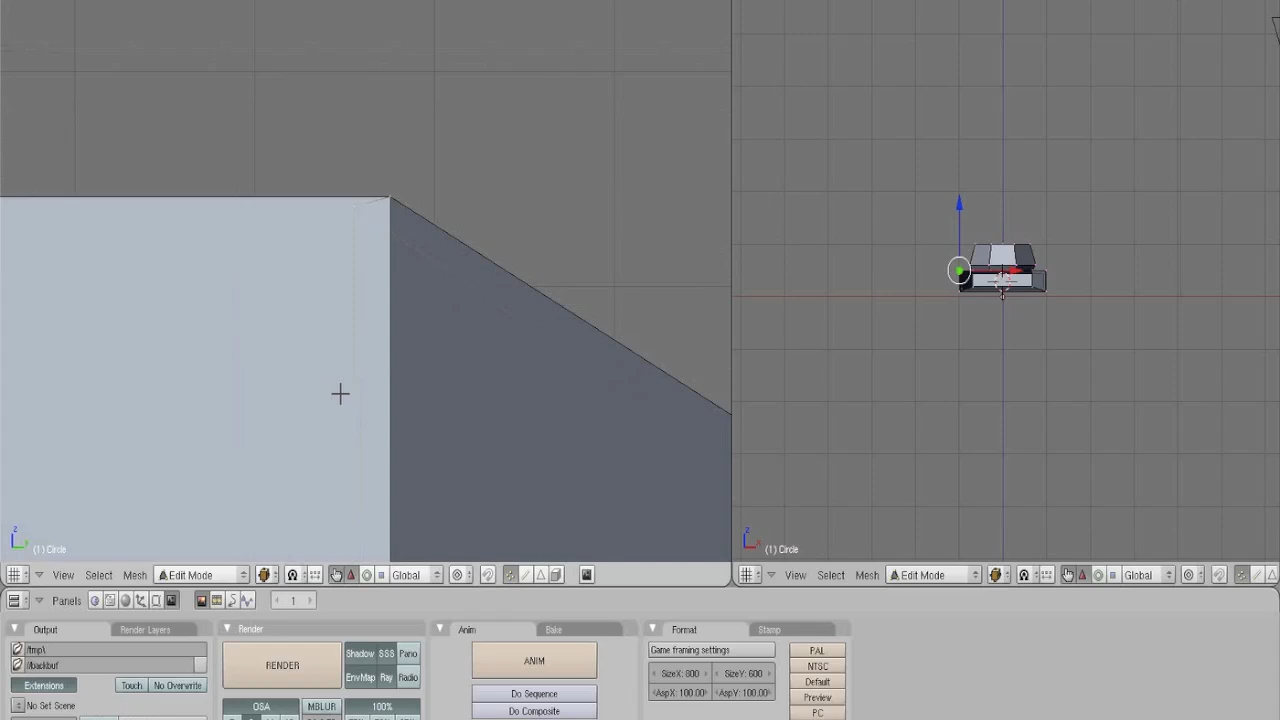 z
y
(1) Circle
z
x
(1) Circle
View Select Mesh Edit Mode Global
View Select Mesh Edit Mode Global
Panels 1
Output Render Layers
/tmp\
//backbuf
Extensions Touch No Overwrite
No Set Scene
Render
RENDER
Shadow SSS Pano
EnvMap Ray Radio
OSA MBLUR 100%
Anim Bake
ANIM
Do Sequence
Do Composite
Format Stamp
Game framing settings
SizeX: 800 SizeY: 600
AspX: 100.00 AspY: 100.00
PAL
NTSC
Default
Preview
PC